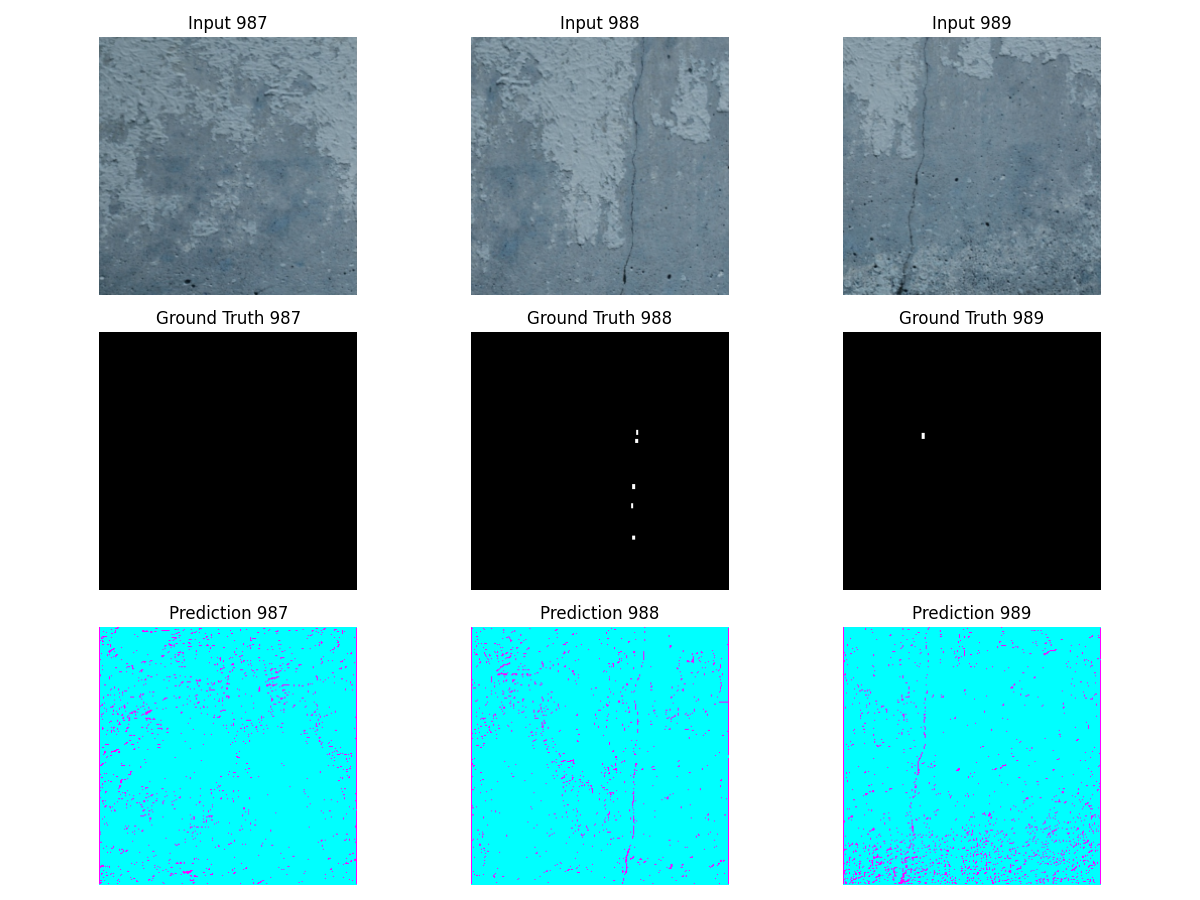 Input 987
Input 988
Input 989
Ground Truth 987
Ground Truth 988
Ground Truth 989
Prediction 987
Prediction 988
Prediction 989